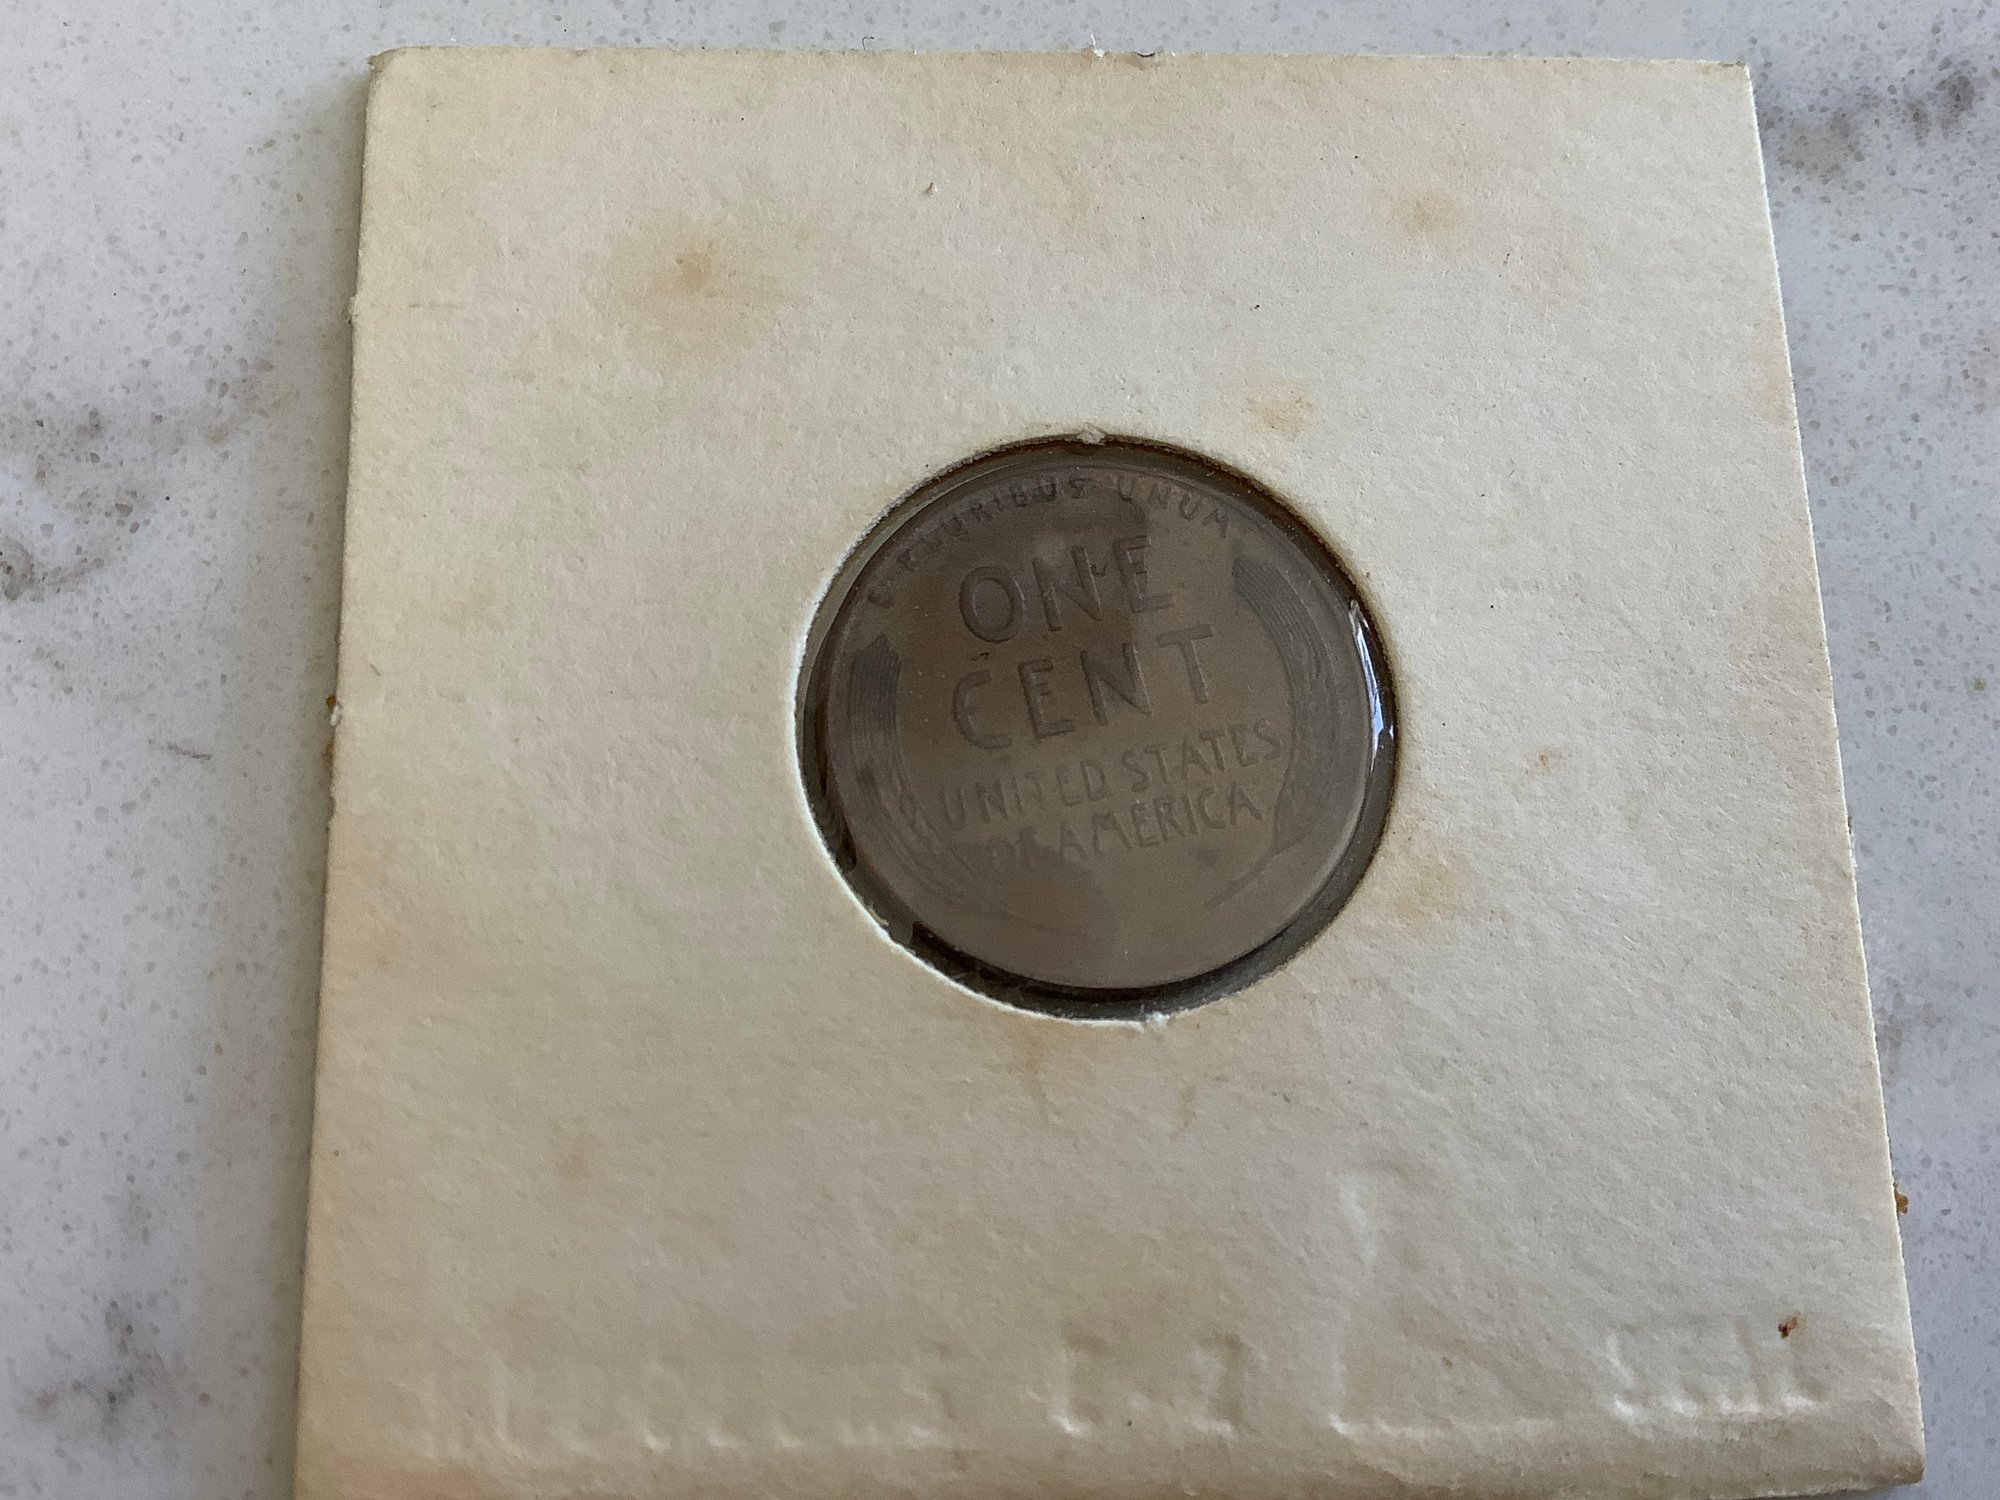 E PLURIBUS UNUM
ONE
CENT
UNITED STATES
OF AMERICA